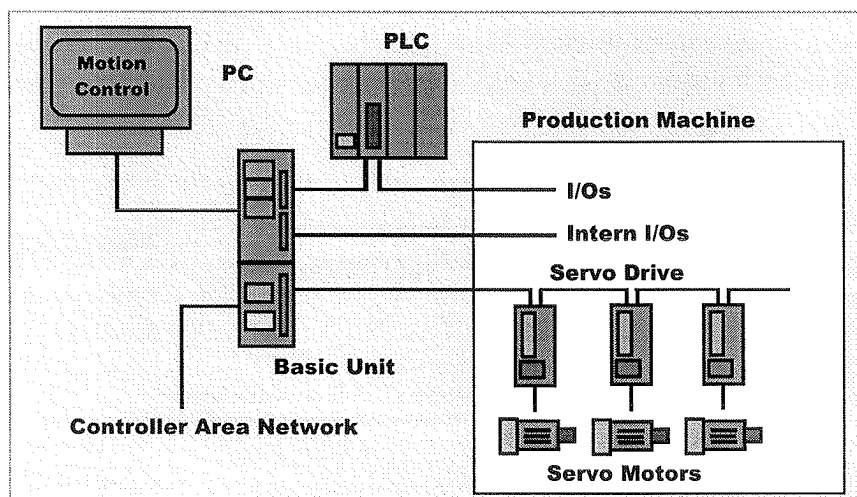 PLC
Motion
Control
PC
Production Machine
I/Os
Intern I/Os
Servo Drive
Basic Unit
Controller Area Network
Servo Motors